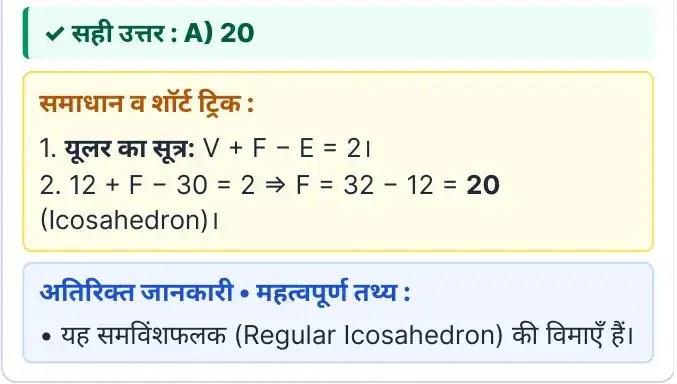 ✓ सही उत्तर : A) 20
समाधान व शॉर्ट ट्रिक :
1. यूलर का सूत्र: V + F − E = 2।
2. 12 + F − 30 = 2 ⇒ F = 32 − 12 = 20
(Icosahedron)।
अतिरिक्त जानकारी • महत्वपूर्ण तथ्य :
• यह समविंशफलक (Regular Icosahedron) की विमाएँ हैं।